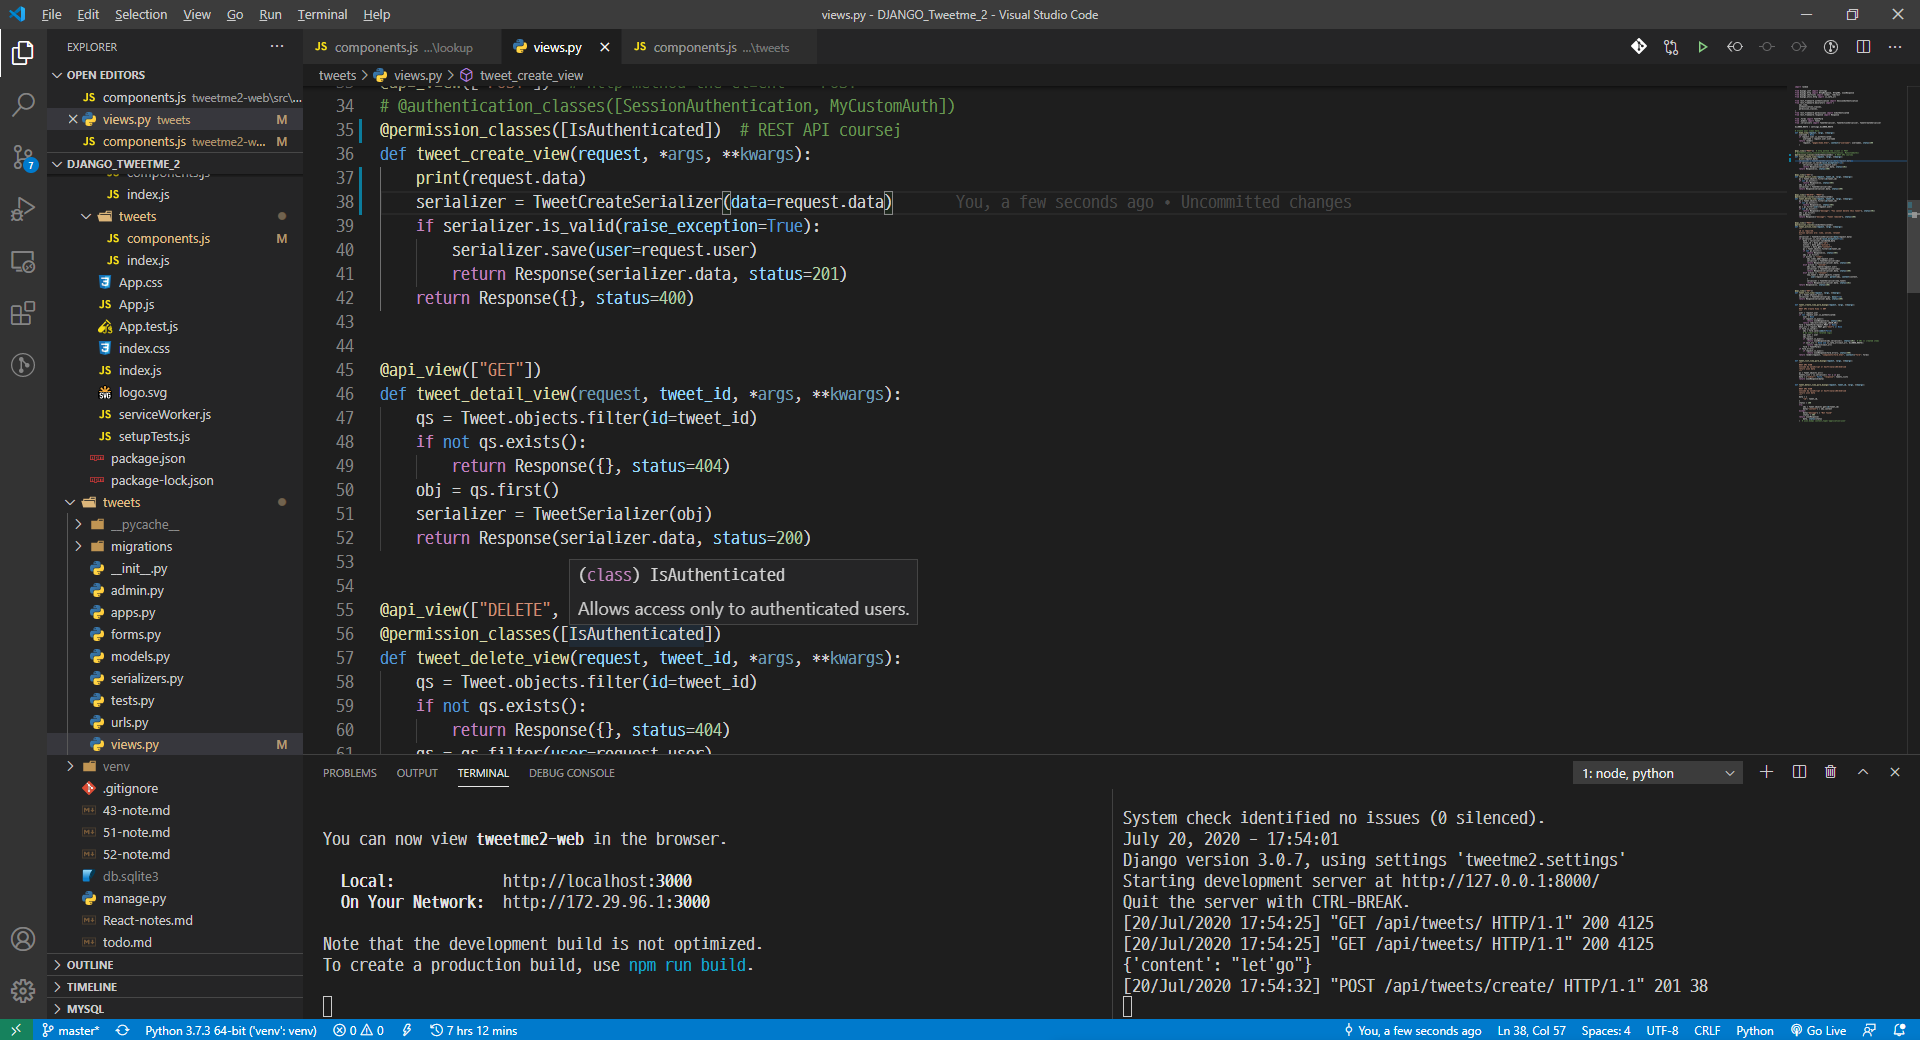 File Edit Selection View Go Run Terminal Help
views.py - DJANGO_Tweetme_2 - Visual Studio Code
EXPLORER
OPEN EDITORS
JS components.js tweetme2-web\src\...
views.py tweets M
components.js tweetme2-w... M
DJANGO_TWEETME_2
components.js
JS index.js
tweets
JS components.js M
JS index.js
App.css
JS App.js
App.test.js
index.css
JS index.js
logo.svg
JS serviceWorker.js
JS setupTests.js
package.json
package-lock.json
tweets
__pycache__
migrations
__init__.py
admin.py
apps.py
forms.py
models.py
serializers.py
tests.py
urls.py
views.py M
venv
.gitignore
43-note.md
51-note.md
52-note.md
db.sqlite3
manage.py
React-notes.md
todo.md
OUTLINE
TIMELINE
MYSQL
7
JS components.js ...\lookup
views.py
JS components.js ...\tweets
tweets > views.py > tweet_create_view
34 # @authentication_classes([SessionAuthentication, MyCustomAuth])
35 @permission_classes([IsAuthenticated])  # REST API coursej
36 def tweet_create_view(request, *args, **kwargs):
37 print(request.data)
38 serializer = TweetCreateSerializer(data=request.data) You, a few seconds ago • Uncommitted changes
39 if serializer.is_valid(raise_exception=True):
40 serializer.save(user=request.user)
41 return Response(serializer.data, status=201)
42 return Response({}, status=400)
43
44
45 @api_view(["GET"])
46 def tweet_detail_view(request, tweet_id, *args, **kwargs):
47 qs = Tweet.objects.filter(id=tweet_id)
48 if not qs.exists():
49 return Response({}, status=404)
50 obj = qs.first()
51 serializer = TweetSerializer(obj)
52 return Response(serializer.data, status=200)
53
(class) IsAuthenticated
54
Allows access only to authenticated users.
55 @api_view(["DELETE",
56 @permission_classes([IsAuthenticated])
57 def tweet_delete_view(request, tweet_id, *args, **kwargs):
58 qs = Tweet.objects.filter(id=tweet_id)
59 if not qs.exists():
60 return Response({}, status=404)
61 qs = qs.filter(user=request.user)
PROBLEMS OUTPUT TERMINAL DEBUG CONSOLE
1: node, python
You can now view tweetme2-web in the browser.
Local: http://localhost:3000
On Your Network: http://172.29.96.1:3000
Note that the development build is not optimized.
To create a production build, use npm run build.
System check identified no issues (0 silenced).
July 20, 2020 - 17:54:01
Django version 3.0.7, using settings 'tweetme2.settings'
Starting development server at http://127.0.0.1:8000/
Quit the server with CTRL-BREAK.
[20/Jul/2020 17:54:25] "GET /api/tweets/ HTTP/1.1" 200 4125
[20/Jul/2020 17:54:25] "GET /api/tweets/ HTTP/1.1" 200 4125
{'content': "let'go"}
[20/Jul/2020 17:54:32] "POST /api/tweets/create/ HTTP/1.1" 201 38
master* Python 3.7.3 64-bit ('venv': venv) 0 0 7 hrs 12 mins
You, a few seconds ago Ln 38, Col 57 Spaces: 4 UTF-8 CRLF Python Go Live